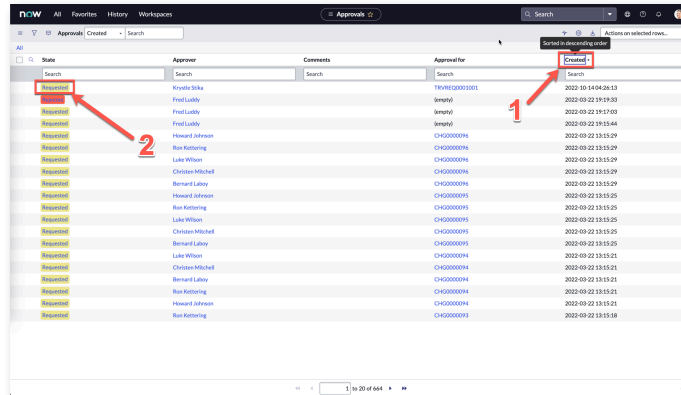 now All Favorites History Workspaces Approvals Search
Approvals Created Search Actions on selected rows...
Sorted in descending order
All
State Approver Comments Approval for Created
Search Search Search Search Search
Requested Krystle Stika TRVREQ0001001 2022-10-14 04:26:13
Fred Luddy (empty) 2022-03-22 19:19:33
Requested Fred Luddy (empty) 2022-03-22 19:17:03
Requested Fred Luddy (empty) 2022-03-22 19:15:44
Requested Howard Johnson CHG0000096 2022-03-22 13:15:29
Requested Ron Kettering CHG0000096 2022-03-22 13:15:29
Requested Luke Wilson CHG0000096 2022-03-22 13:15:29
Requested Christen Mitchell CHG0000096 2022-03-22 13:15:29
Requested Bernard Laboy CHG0000096 2022-03-22 13:15:29
Requested Howard Johnson CHG0000095 2022-03-22 13:15:25
Requested Ron Kettering CHG0000095 2022-03-22 13:15:25
Requested Luke Wilson CHG0000095 2022-03-22 13:15:25
Requested Christen Mitchell CHG0000095 2022-03-22 13:15:25
Requested Bernard Laboy CHG0000095 2022-03-22 13:15:25
Requested Luke Wilson CHG0000094 2022-03-22 13:15:21
Requested Christen Mitchell CHG0000094 2022-03-22 13:15:21
Requested Bernard Laboy CHG0000094 2022-03-22 13:15:21
Requested Ron Kettering CHG0000094 2022-03-22 13:15:21
Requested Howard Johnson CHG0000094 2022-03-22 13:15:21
Requested Ron Kettering CHG0000093 2022-03-22 13:15:18
1
2
1 to 20 of 664